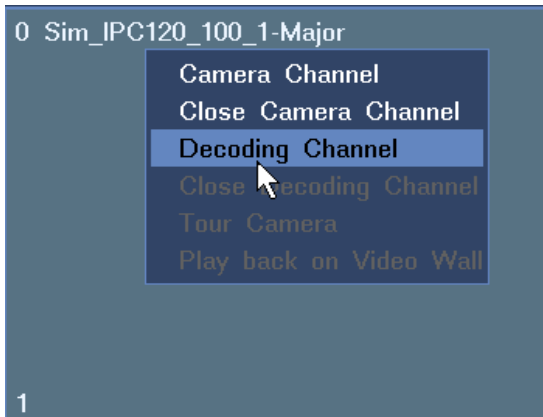 0 Sim_IPC120_100_1-Major
Camera Channel
Close Camera Channel
Decoding Channel
Close Decoding Channel
Tour Camera
Play back on Video Wall
1